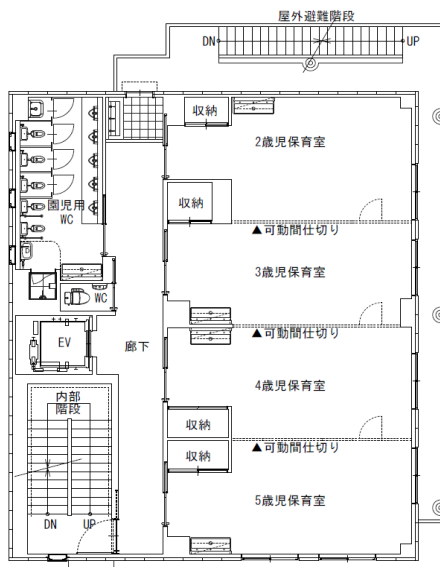 屋外避難階段
DN
UP
収納
2歳児保育室
園児用
WC
収納
▲可動間仕切り
3歳児保育室
WC
▲可動間仕切り
EV
廊下
4歳児保育室
内部
階段
収納
▲可動間仕切り
収納
5歳児保育室
DN
UP